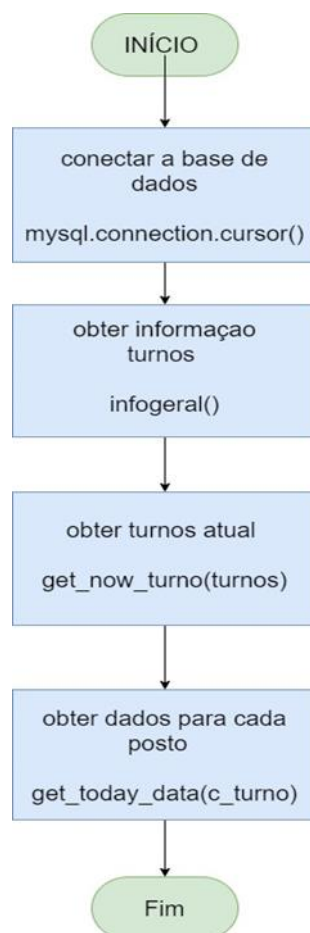 INÍCIO
conectar a base de
dados
mysql.connection.cursor()
obter informaçao
turnos
infogeral()
obter turnos atual
get_now_turno(turnos)
obter dados para cada
posto
get_today_data(c_turno)
Fim